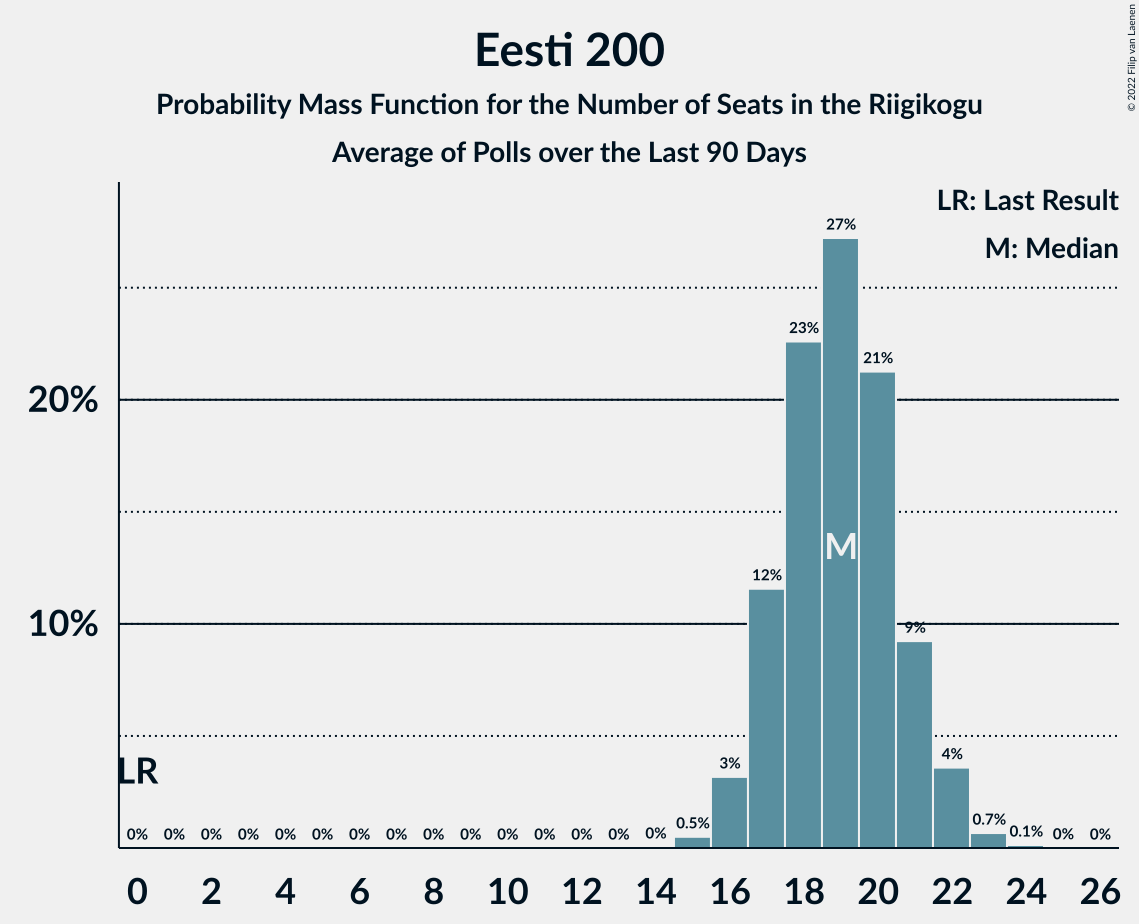 Eesti 200
Probability Mass Function for the Number of Seats in the Riigikogu
Average of Polls over the Last 90 Days
© 2022 Filip van Laenen
LR: Last Result
M: Median
27%
23%
21%
20%
M
12%
10%
9%
LR
3%
4%
0% 0% 0% 0% 0% 0% 0% 0% 0% 0% 0% 0% 0% 0% 0% 0.5% 0.7% 0.1% 0% 0%
0 2 4 6 8 10 12 14 16 18 20 22 24 26